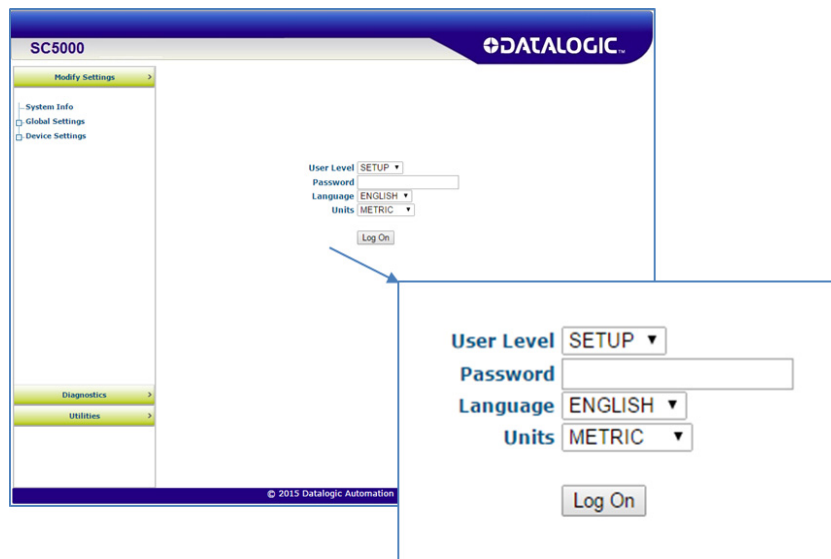 SC5000
DATALOGIC™
Modify Settings >
System Info
Global Settings
Device Settings
User Level SETUP
Password
Language ENGLISH
Units METRIC
Log On
Diagnostics >
Utilities >
© 2015 Datalogic Automation
User Level SETUP
Password
Language ENGLISH
Units METRIC
Log On